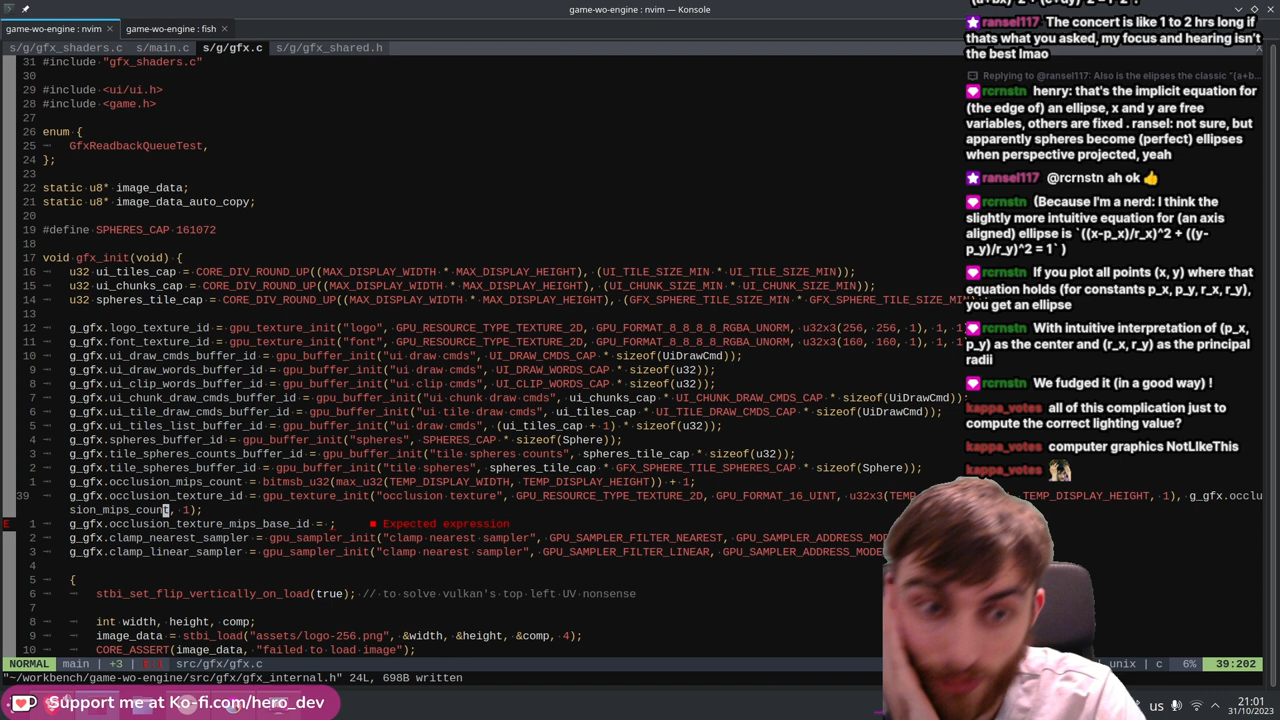 game-wo-engine : nvim — Konsole
game-wo-engine : nvim
game-wo-engine : fish
s/g/gfx_shaders.c s/main.c s/g/gfx.c s/g/gfx_shared.h
31 #include "gfx_shaders.c"
30
29 #include <ui/ui.h>
28 #include <game.h>
27
26 enum {
25 GfxReadbackQueueTest,
24 };
23
22 static u8* image_data;
21 static u8* image_data_auto_copy;
20
19 #define SPHERES_CAP 161072
18
17 void gfx_init(void) {
16 u32 ui_tiles_cap = CORE_DIV_ROUND_UP((MAX_DISPLAY_WIDTH * MAX_DISPLAY_HEIGHT), (UI_TILE_SIZE_MIN * UI_TILE_SIZE_MIN));
15 u32 ui_chunks_cap = CORE_DIV_ROUND_UP((MAX_DISPLAY_WIDTH * MAX_DISPLAY_HEIGHT), (UI_CHUNK_SIZE_MIN * UI_CHUNK_SIZE_MIN));
14 u32 spheres_tile_cap = CORE_DIV_ROUND_UP((MAX_DISPLAY_WIDTH * MAX_DISPLAY_HEIGHT), (GFX_SPHERE_TILE_SIZE_MIN * GFX_SPHERE_TILE_SIZE_MIN
13
12 g_gfx.logo_texture_id = gpu_texture_init("logo", GPU_RESOURCE_TYPE_TEXTURE_2D, GPU_FORMAT_8_8_8_8_RGBA_UNORM, u32x3(256, 256, 1), 1,
11 g_gfx.font_texture_id = gpu_texture_init("font", GPU_RESOURCE_TYPE_TEXTURE_2D, GPU_FORMAT_8_8_8_8_RGBA_UNORM, u32x3(160, 160, 1), 1,
10 g_gfx.ui_draw_cmds_buffer_id = gpu_buffer_init("ui draw cmds", UI_DRAW_CMDS_CAP * sizeof(UiDrawCmd));
9 g_gfx.ui_draw_words_buffer_id = gpu_buffer_init("ui draw cmds", UI_DRAW_WORDS_CAP * sizeof(u32));
8 g_gfx.ui_clip_words_buffer_id = gpu_buffer_init("ui clip cmds", UI_CLIP_WORDS_CAP * sizeof(u32));
7 g_gfx.ui_chunk_draw_cmds_buffer_id = gpu_buffer_init("ui chunk draw cmds", ui_chunks_cap * UI_CHUNK_DRAW_CMDS_CAP * sizeof(UiDrawCmd)
6 g_gfx.ui_tile_draw_cmds_buffer_id = gpu_buffer_init("ui tile draw cmds", ui_tiles_cap * UI_TILE_DRAW_CMDS_CAP * sizeof(UiDrawCmd));
5 g_gfx.ui_tiles_list_buffer_id = gpu_buffer_init("ui draw cmds", (ui_tiles_cap + 1) * sizeof(u32));
4 g_gfx.spheres_buffer_id = gpu_buffer_init("spheres", SPHERES_CAP * sizeof(Sphere));
3 g_gfx.tile_spheres_counts_buffer_id = gpu_buffer_init("tile spheres counts", spheres_tile_cap * sizeof(u32));
2 g_gfx.tile_spheres_buffer_id = gpu_buffer_init("tile spheres", spheres_tile_cap * GFX_SPHERE_TILE_SPHERES_CAP * sizeof(Sphere));
1 g_gfx.occlusion_mips_count = bitmsb_u32(max_u32(TEMP_DISPLAY_WIDTH, TEMP_DISPLAY_HEIGHT)) + 1;
39 g_gfx.occlusion_texture_id = gpu_texture_init("occlusion texture", GPU_RESOURCE_TYPE_TEXTURE_2D, GPU_FORMAT_16_UINT, u32x3(TEMP TEMP_DISPLAY_HEIGHT, 1), g_gfx.occlu
sion_mips_count, 1);
E 1 g_gfx.occlusion_texture_mips_base_id = ; ■ Expected expression
2 g_gfx.clamp_nearest_sampler = gpu_sampler_init("clamp nearest sampler", GPU_SAMPLER_FILTER_NEAREST, GPU_SAMPLER_ADDRESS_MODE
3 g_gfx.clamp_linear_sampler = gpu_sampler_init("clamp nearest sampler", GPU_SAMPLER_FILTER_LINEAR, GPU_SAMPLER_ADDRESS_MODE
4
5 {
6 stbi_set_flip_vertically_on_load(true); // to solve vulkan's top left UV nonsense
7
8 int width, height, comp;
9 image_data = stbi_load("assets/logo-256.png", &width, &height, &comp, 4);
10 CORE_ASSERT(image_data, "failed to load image");
NORMAL main | +3 | src/gfx/gfx.c unix | c 6% 39:202
"~/workbench/game-wo-engine/src/gfx/gfx_internal.h" 24L, 698B written
Support me at Ko-fi.com/hero_dev
us
21:01
31/10/2023
ransel117 The concert is like 1 to 2 hrs long if
thats what you asked, my focus and hearing isn't
the best lmao
Replying to @ransel117: Also is the elipses the classic "(a+b...
rcrnstn henry: that's the implicit equation for
(the edge of) an ellipse, x and y are free
variables, others are fixed . ransel: not sure, but
apparently spheres become (perfect) ellipses
when perspective projected, yeah
ransel117 @rcrnstn ah ok 👍
rcrnstn (Because I'm a nerd: I think the
slightly more intuitive equation for (an axis
aligned) ellipse is `((x-p_x)/r_x)^2 + ((y-
p_y)/r_y)^2 = 1` )
rcrnstn If you plot all points (x, y) where that
equation holds (for constants p_x, p_y, r_x, r_y),
you get an ellipse
rcrnstn With intuitive interpretation of (p_x,
p_y) as the center and (r_x, r_y) as the principal
radii
rcrnstn We fudged it (in a good way) !
kappa_votes all of this complication just to
compute the correct lighting value?
kappa_votes computer graphics NotLIkeThis
kappa_votes